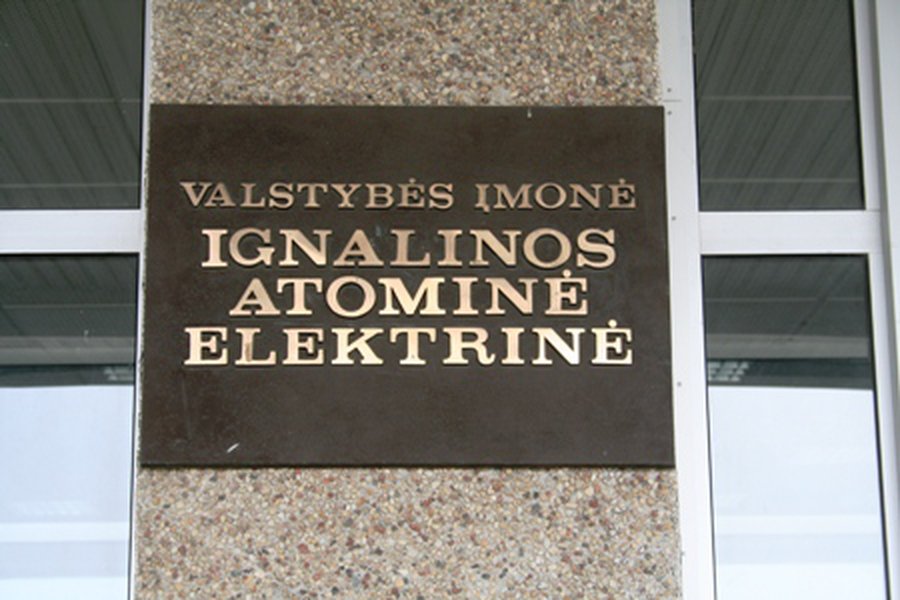 VALSTYBĖS ĮMONĖ
IGNALINOS
ATOMINĖ
ELEKTRINĖ